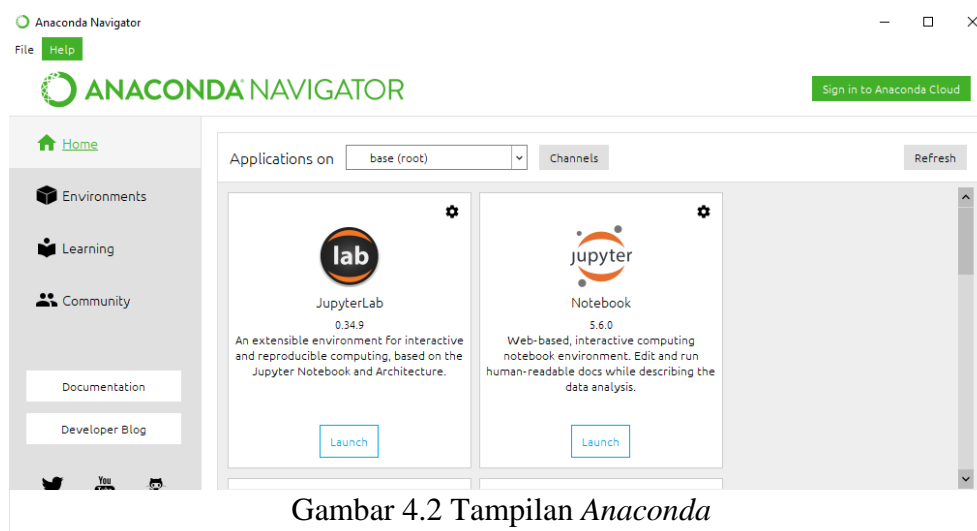 Anaconda Navigator
File Help
ANACONDA NAVIGATOR
Sign in to Anaconda Cloud
Home
Environments
Learning
Community
Documentation
Developer Blog
You
Applications on base (root) Channels Refresh
lab
JupyterLab
0.34.9
An extensible environment for interactive
and reproducible computing, based on the
Jupyter Notebook and Architecture.
Launch
jupyter
Notebook
5.6.0
Web-based, interactive computing
notebook environment. Edit and run
human-readable docs while describing the
data analysis.
Launch
Gambar 4.2 Tampilan Anaconda